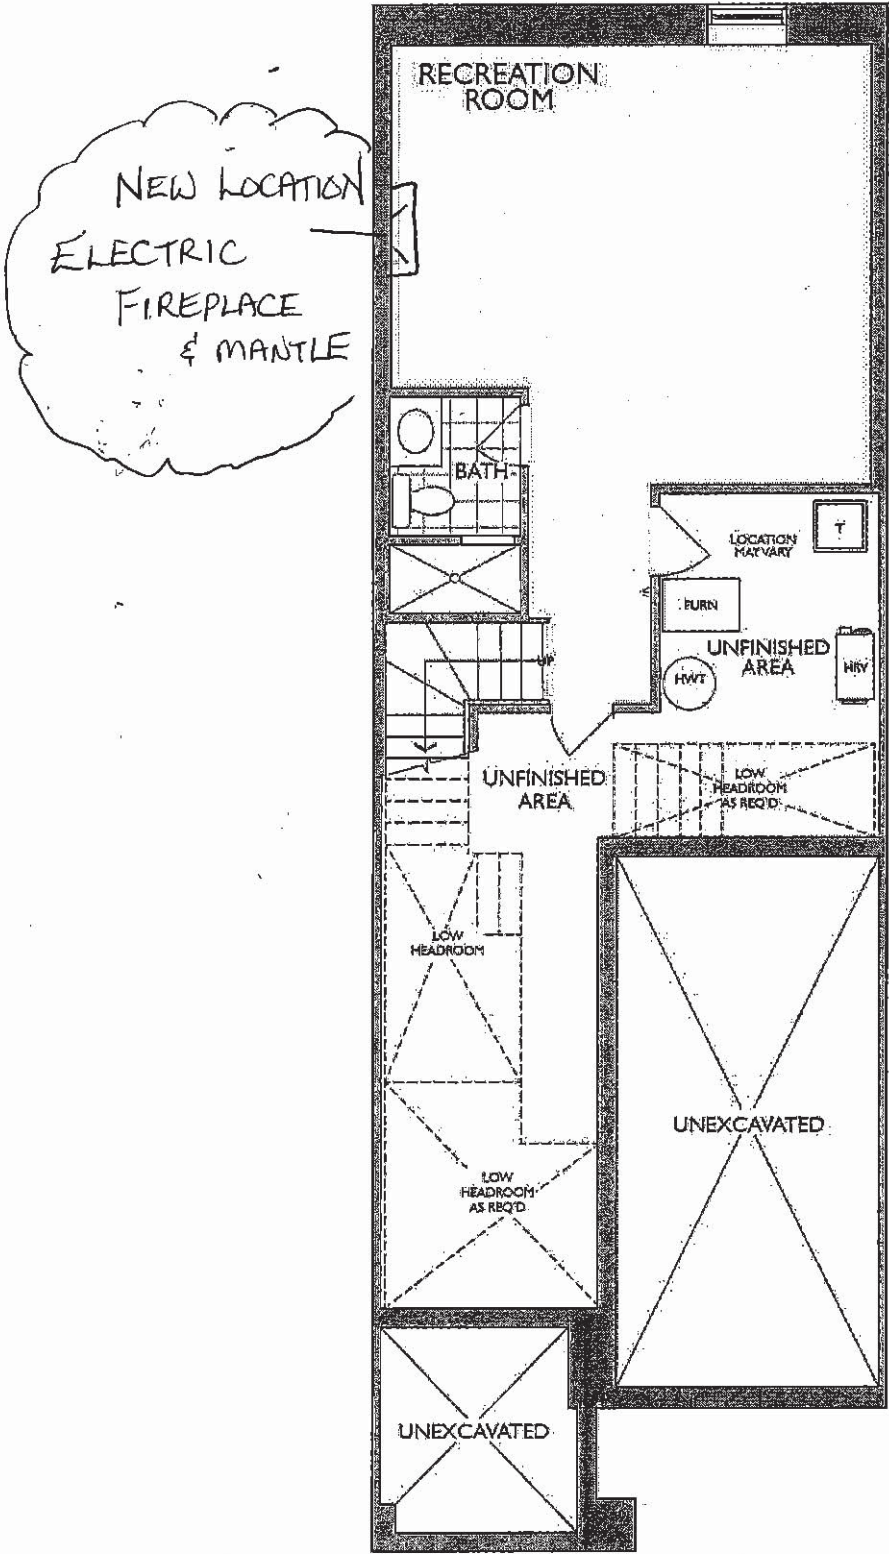 RECREATION
ROOM
NEW LOCATION
ELECTRIC
FIREPLACE
& MANTLE
BATH
LOCATION
MAY VARY
T
FURN
UNFINISHED
AREA
HRV
HWT
UP
UNFINISHED
AREA
LOW
HEADROOM
AS REQ'D
LOW
HEADROOM
UNEXCAVATED
LOW
HEADROOM
AS REQ'D
UNEXCAVATED